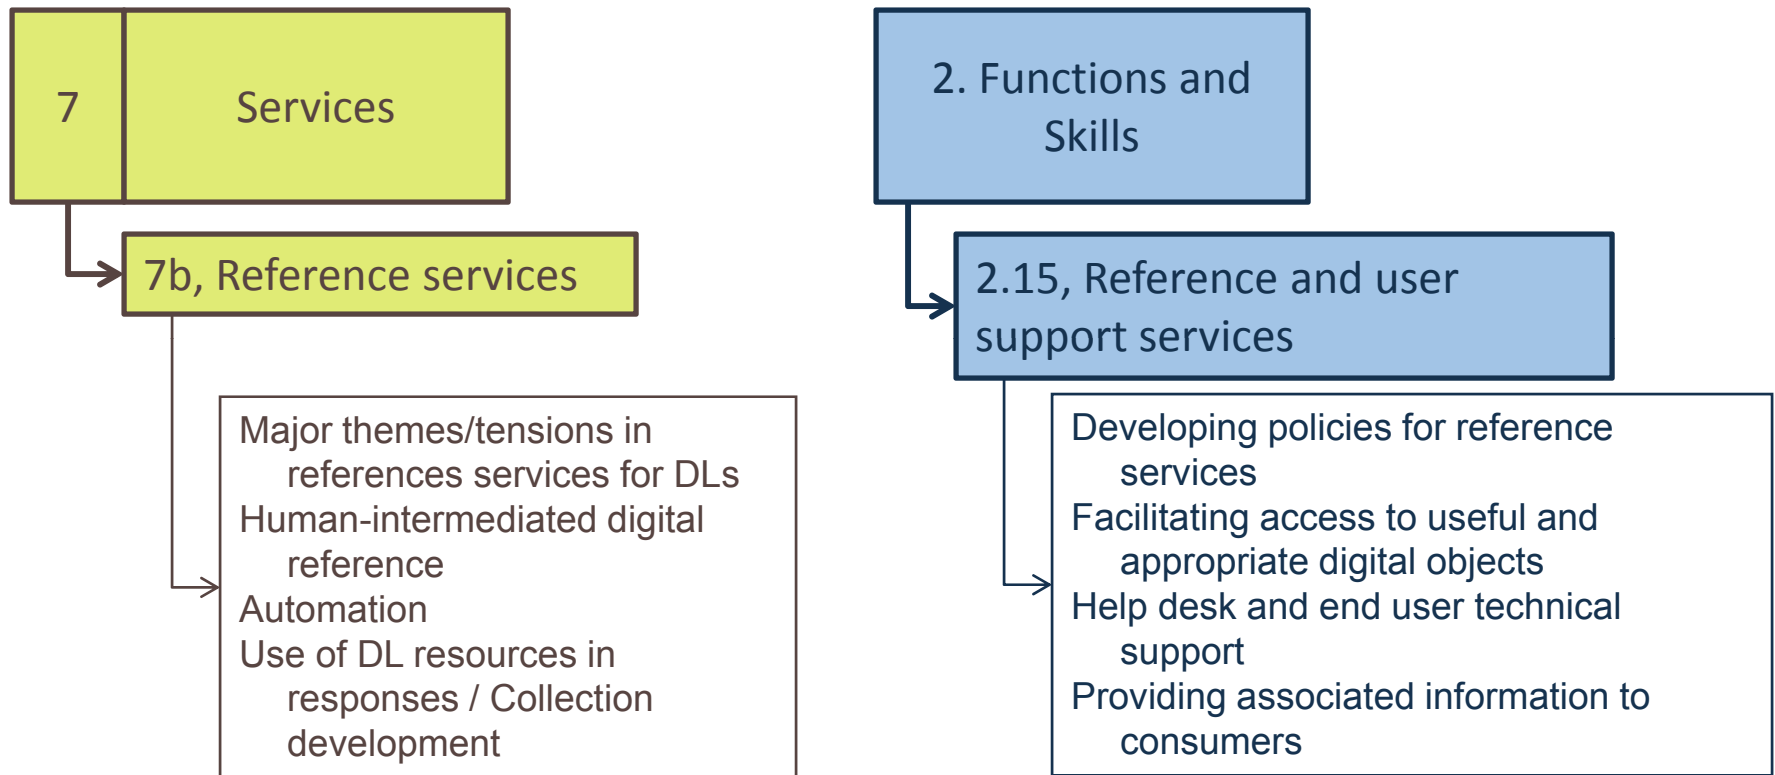 7
Services
7b, Reference services
Major themes/tensions in
references services for DLs
Human-intermediated digital
reference
Automation
Use of DL resources in
responses / Collection
development
2. Functions and
Skills
2.15, Reference and user
support services
Developing policies for reference
services
Facilitating access to useful and
appropriate digital objects
Help desk and end user technical
support
Providing associated information to
consumers